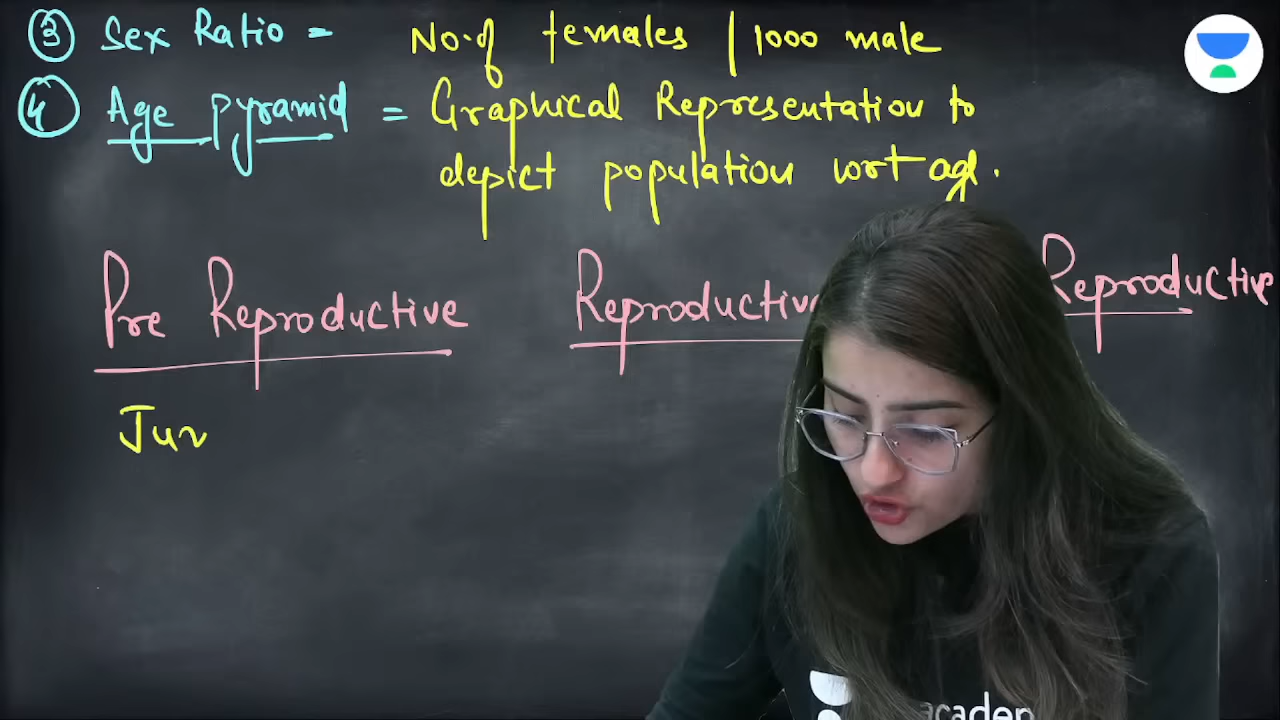 ③ Sex Ratio = No. of females | 1000 male
④ Age pyramid = Graphical Representation to
depict population wrt age.
Pre Reproductive Reproductive Reproductive
Juv
academ